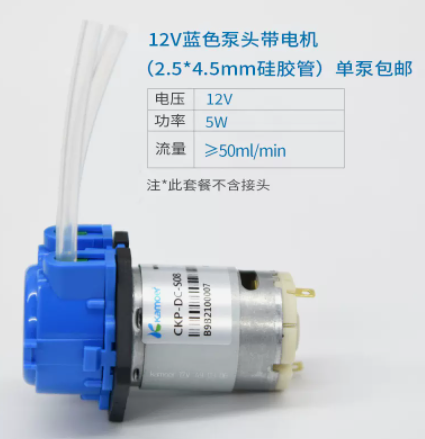 12V蓝色泵头带电机
（2.5*4.5mm硅胶管）单泵包邮
电压 12V
功率 5W
流量 ≥50ml/min
注*此套餐不含接头
Kamoer
CKP-DC-S08
B9B2100007